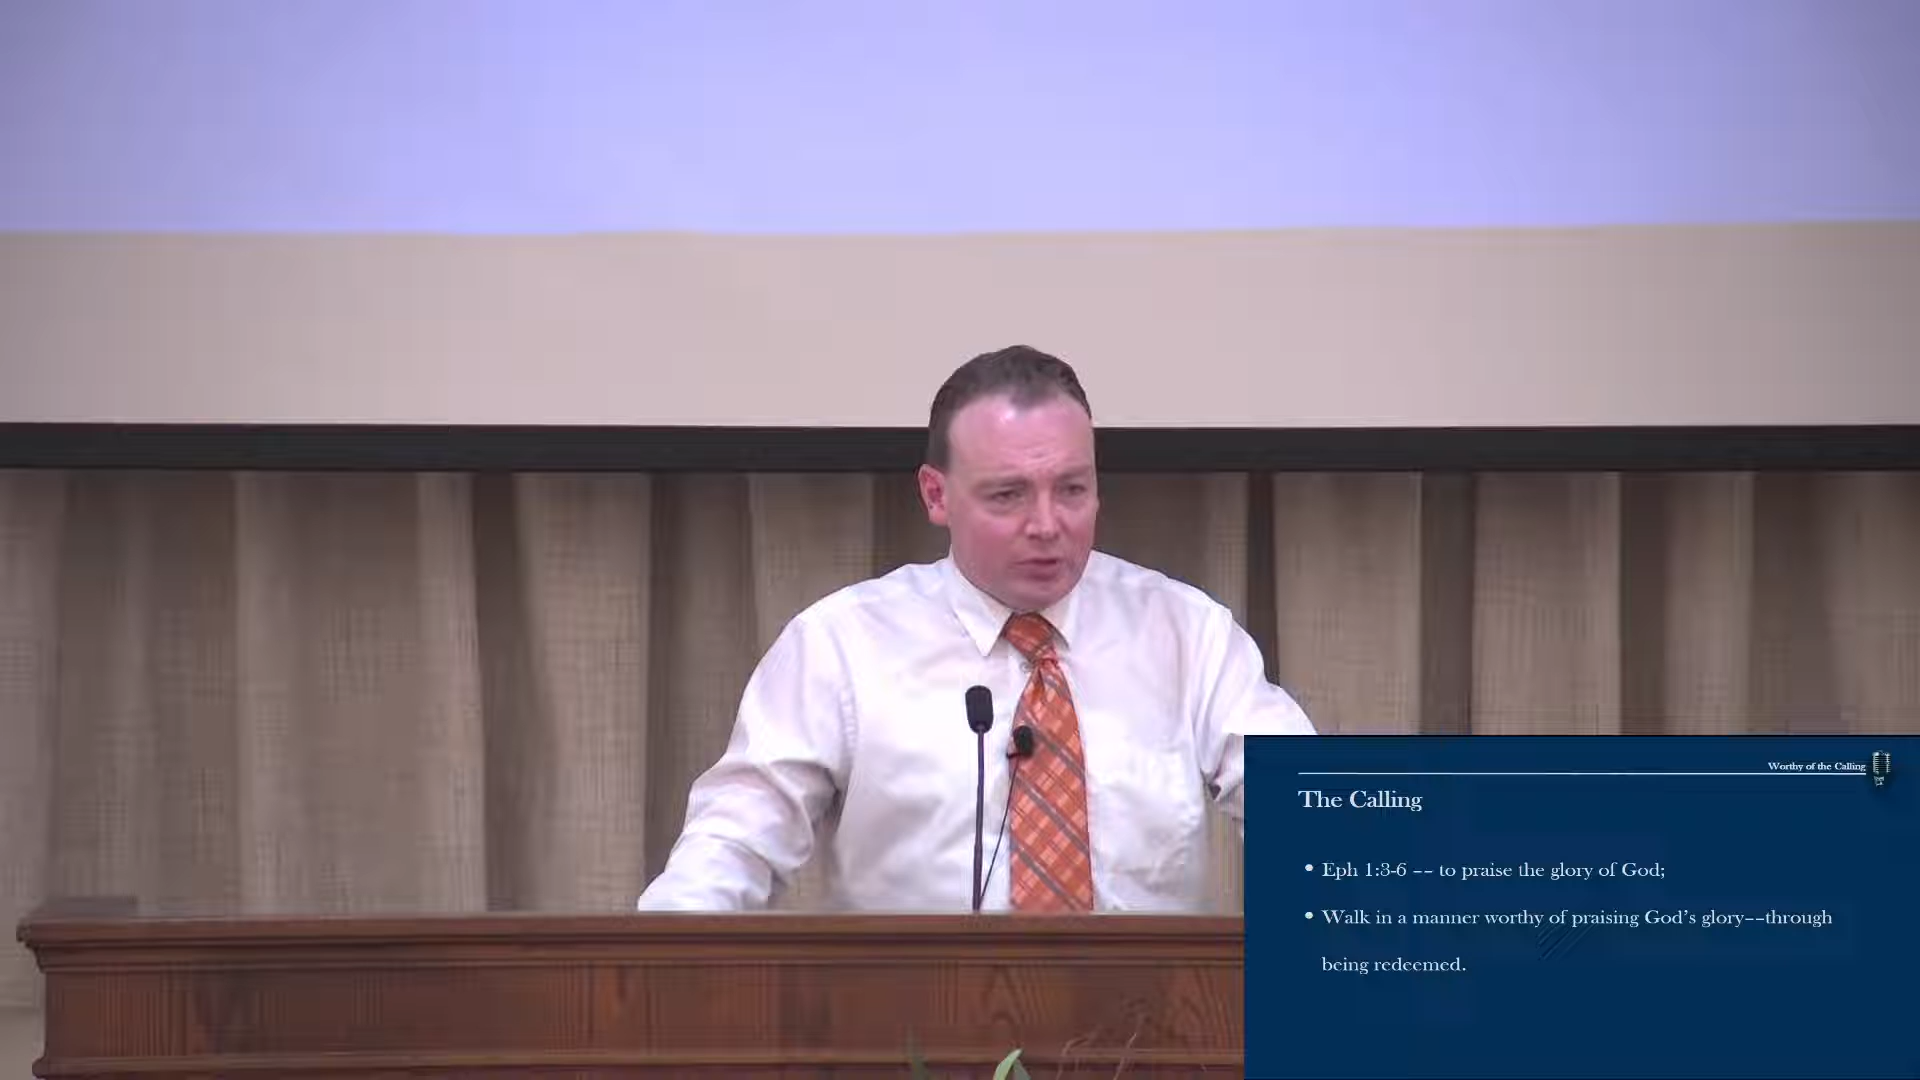 Worthy of the Calling
The Calling
• Eph 1:3-6 -- to praise the glory of God;
• Walk in a manner worthy of praising God's glory--through
being redeemed.